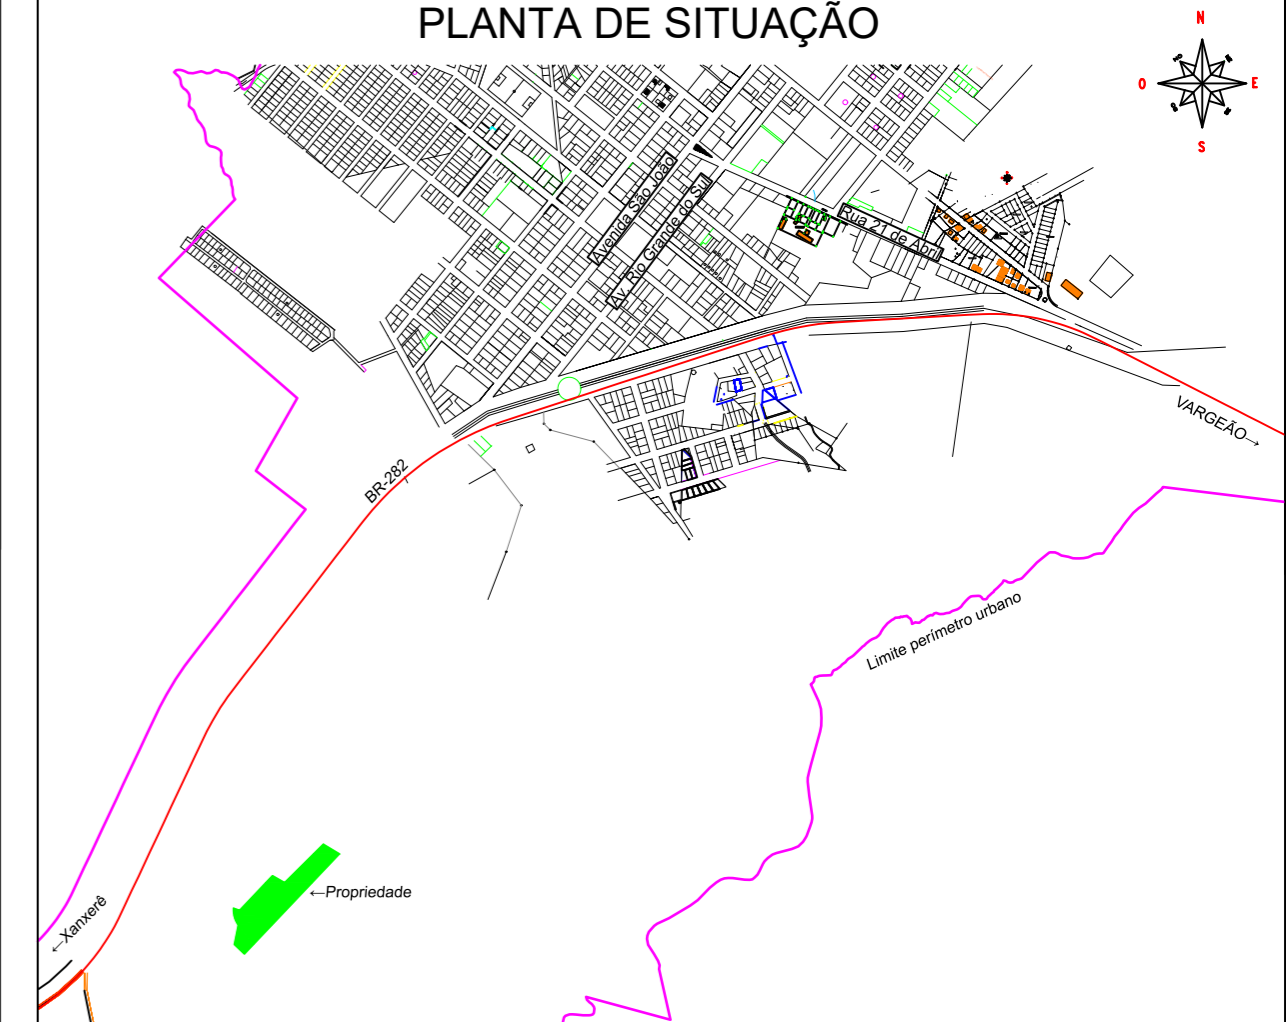 PLANTA DE SITUAÇÃO
N
O
E
S
Avenida São João
Av. Rio Grande do Sul
Rua 21 de Abril
VARGEÃO→
BR-282
Limite perímetro urbano
←Propriedade
←Xanxerê